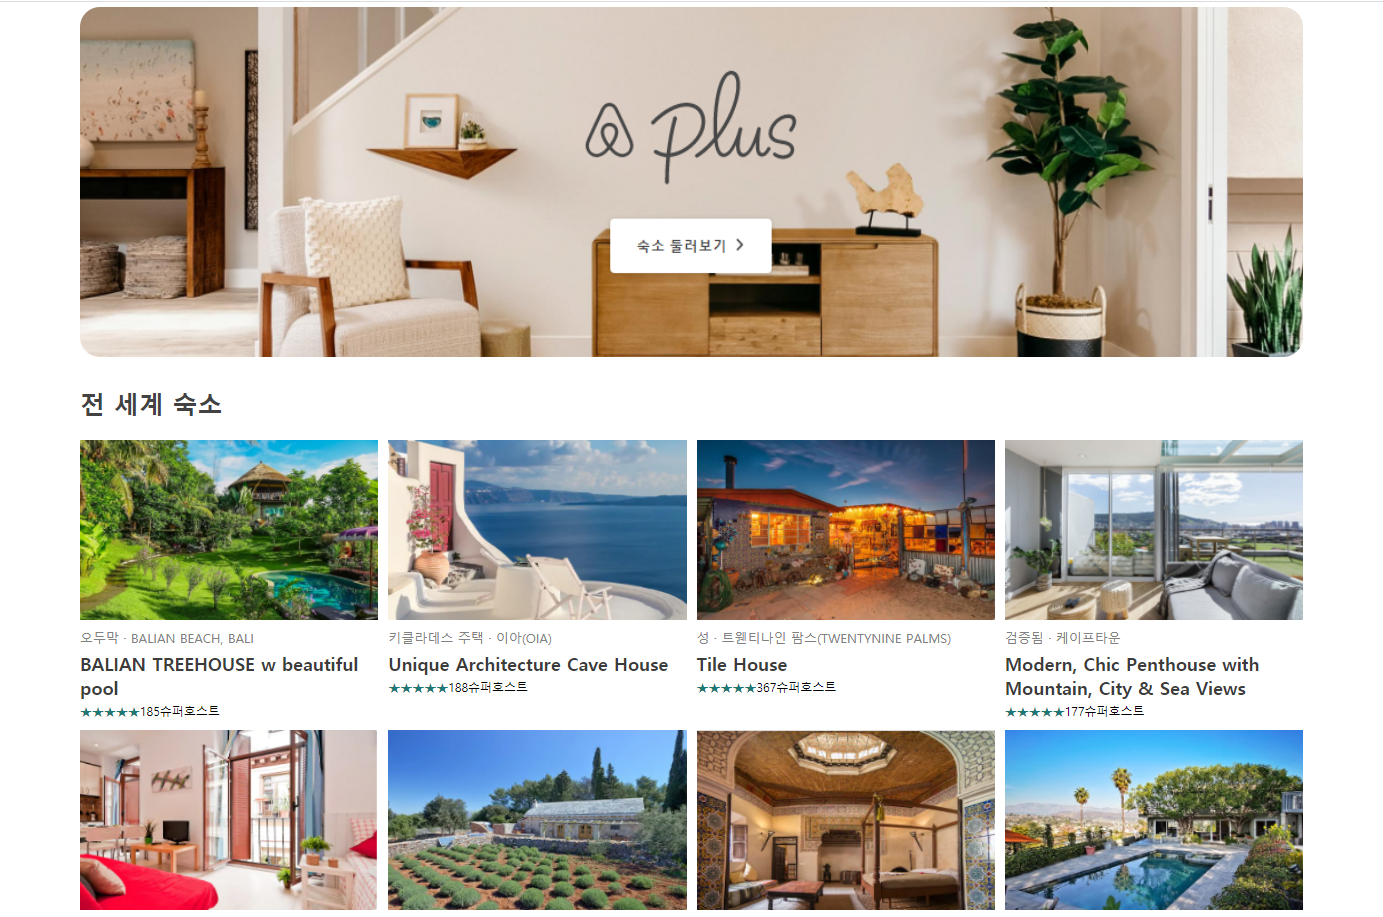 plus
숙소 둘러보기
전 세계 숙소
오두막 · BALIAN BEACH, BALI
BALIAN TREEHOUSE w beautiful
pool
★★★★★185슈퍼호스트
키클라데스 주택 · 이아(OIA)
Unique Architecture Cave House
★★★★★188슈퍼호스트
성 · 트웬티나인 팜스(TWENTYNINE PALMS)
Tile House
★★★★★367슈퍼호스트
검증됨 · 케이프타운
Modern, Chic Penthouse with
Mountain, City & Sea Views
★★★★★177슈퍼호스트